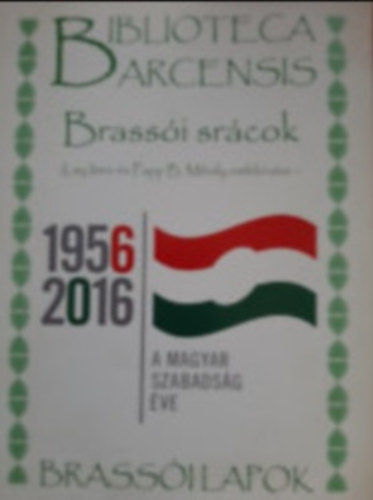 BIBLIOTECA
BARCENSIS
Brassói srácok
1956
2016
A MAGYAR
SZABADSÁG
ÉVE
BRASSÓI LAPOK